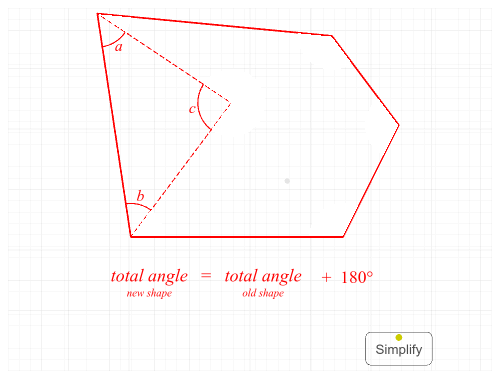 a
c
b
total angle = total angle + 180°
new shape old shape
Simplify